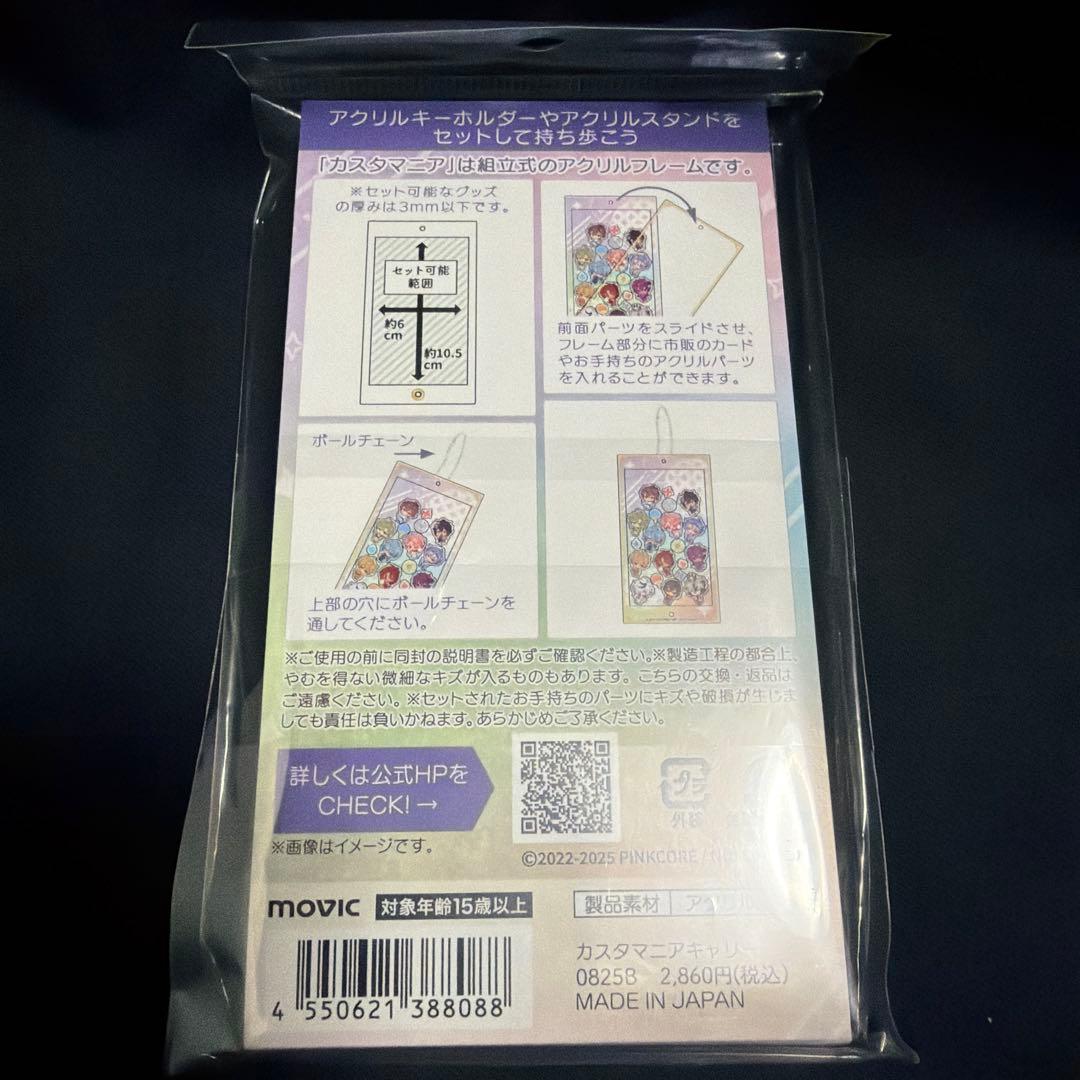 アクリルキーホルダーやアクリルスタンドを
セットして持ち歩こう
「カスタマニア」は組立式のアクリルフレームです。
※セット可能なグッズ
の厚みは3mm以下です。
セット可能
範囲
約6
cm
約10.5
cm
前面パーツをスライドさせ、
フレーム部分に市販のカード
やお手持ちのアクリルパーツ
を入れることができます。
ボールチェーン
上部の穴にボールチェーンを
通してください。
※ご使用の前に同封の説明書を必ずご確認ください。※製造工程の都合上、
やむを得ない微細なキズが入るものもあります。こちらの交換・返品は
ご遠慮ください。※セットされたお手持ちのパーツにキズや破損が生じま
しても責任は負いかねます。あらかじめご了承ください。
詳しくは公式HPを
CHECK!→
プラ
外袋
※画像はイメージです。
©2022-2025 PINKCORE/
movic
対象年齢15歳以上
製品素材
アクリル
カスタマニアキャリー
0825B 2,860円(税込)
MADE IN JAPAN
4 550621 388088